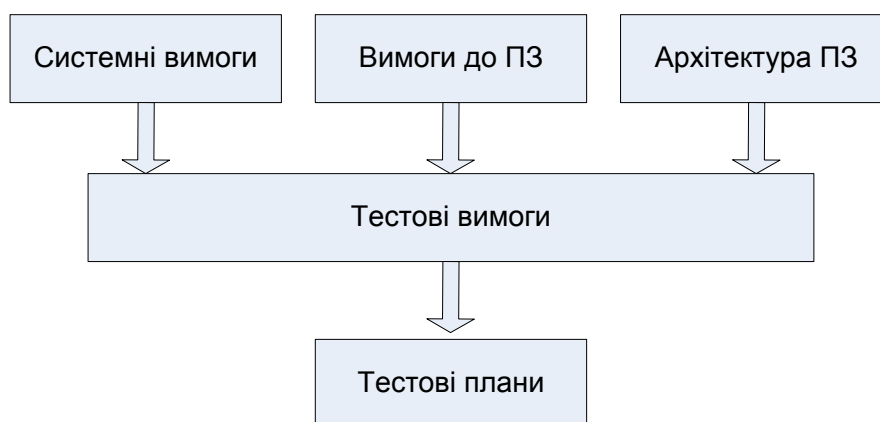 Системні вимоги
Вимоги до ПЗ
Архітектура ПЗ
Тестові вимоги
Тестові плани